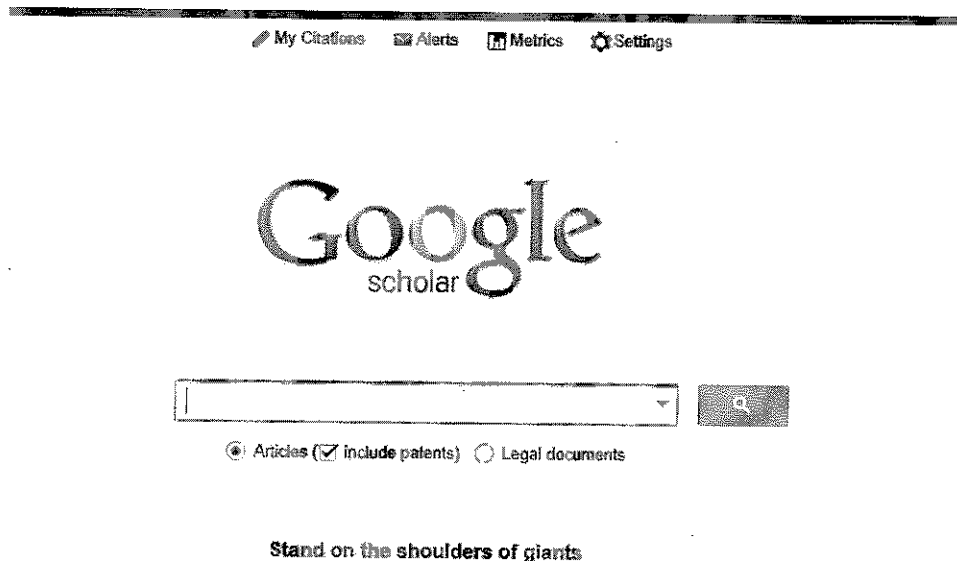 My Citations Alerts Metrics Settings
Google
scholar
Articles (include patents) Legal documents
Stand on the shoulders of giants